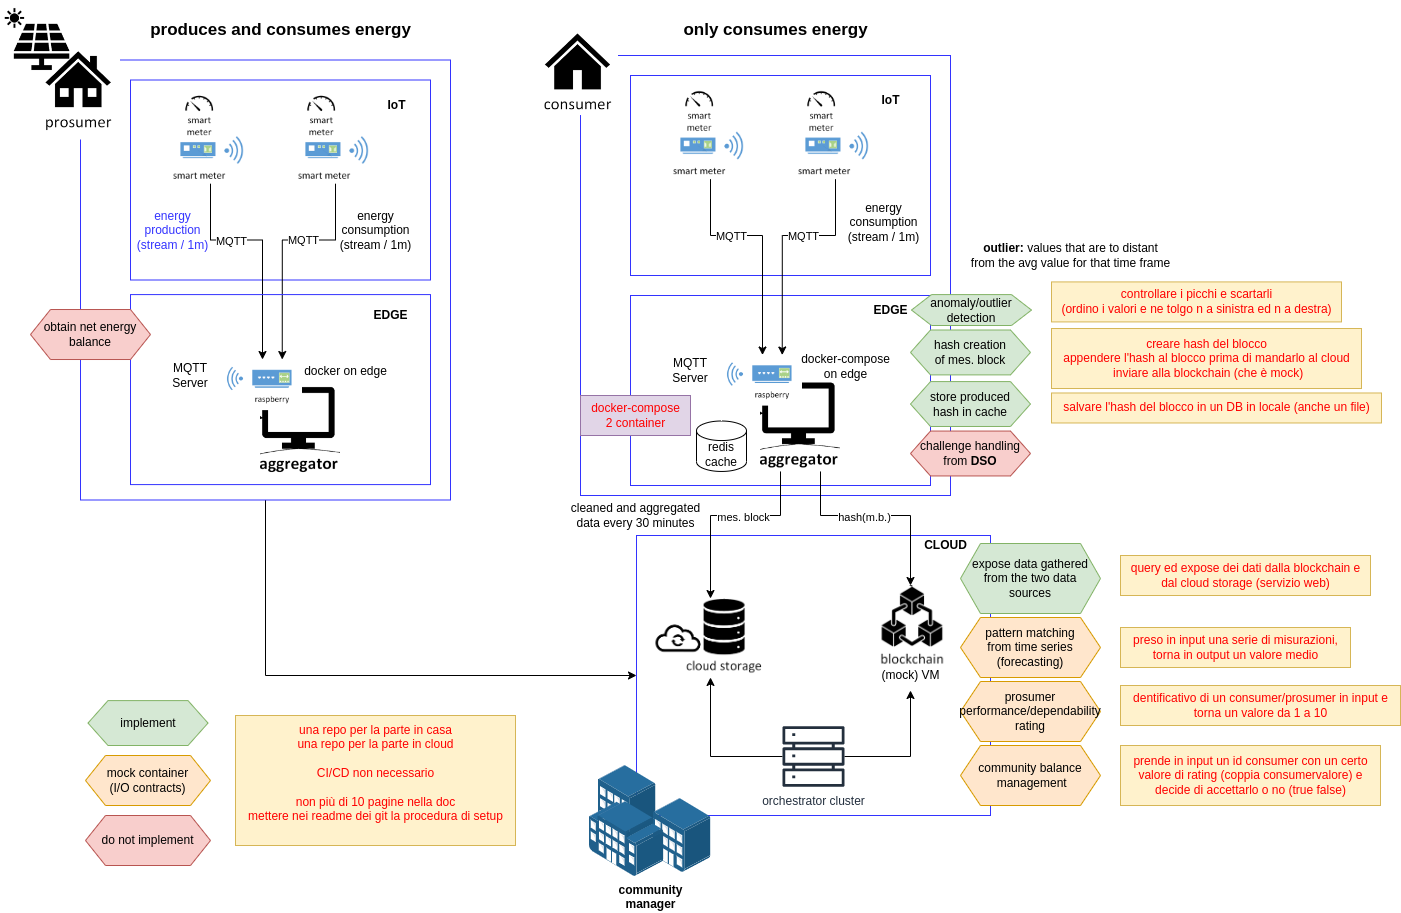 produces and consumes energy
only consumes energy
prosumer
consumer
IoT
smart
meter
smart meter
smart
meter
smart meter
energy
production
(stream / 1m)
MQTT
MQTT
energy
consumption
(stream / 1m)
IoT
smart
meter
smart meter
smart
meter
smart meter
MQTT
MQTT
energy
consumption
(stream / 1m)
outlier: values that are to distant
from the avg value for that time frame
obtain net energy
balance
EDGE
MQTT
Server
docker on edge
raspberry
aggregator
EDGE
MQTT
Server
docker-compose
on edge
raspberry
docker-compose
2 container
redis
cache
aggregator
anomaly/outlier
detection
controllare i picchi e scartarli
(ordino i valori e ne tolgo n a sinistra ed n a destra)
hash creation
of mes. block
creare hash del blocco
appendere l'hash al blocco prima di mandarlo al cloud
inviare alla blockchain (che è mock)
store produced
hash in cache
salvare l'hash del blocco in un DB in locale (anche un file)
challenge handling
from DSO
cleaned and aggregated
data every 30 minutes
mes. block
hash(m.b.)
CLOUD
cloud storage
blockchain
(mock) VM
orchestrator cluster
expose data gathered
from the two data
sources
query ed expose dei dati dalla blockchain e
dal cloud storage (servizio web)
pattern matching
from time series
(forecasting)
preso in input una serie di misurazioni,
torna in output un valore medio
prosumer
performance/dependability
rating
dentificativo di un consumer/prosumer in input e
torna un valore da 1 a 10
community balance
management
prende in input un id consumer con un certo
valore di rating (coppia consumervalore) e
decide di accettarlo o no (true false)
implement
mock container
(I/O contracts)
do not implement
una repo per la parte in casa
una repo per la parte in cloud
CI/CD non necessario
non più di 10 pagine nella doc
mettere nei readme dei git la procedura di setup
community
manager